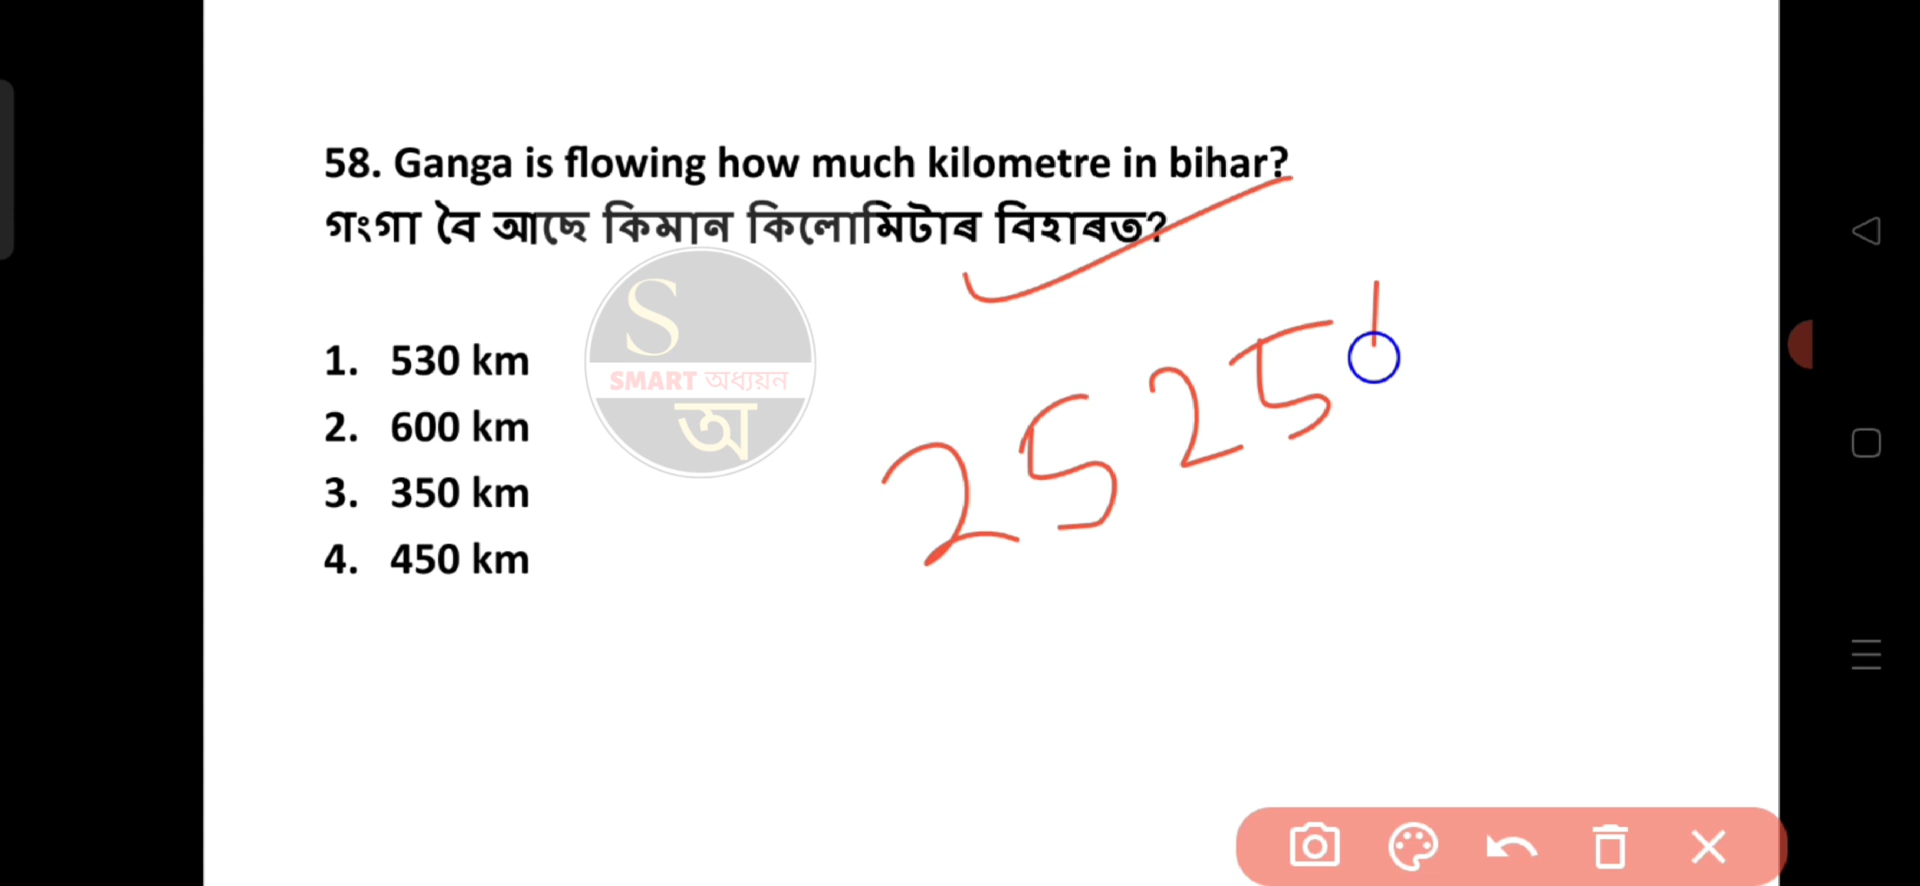 58. Ganga is flowing how much kilometre in bihar?
গংগা বৈ আছে কিমান কিলোমিটাৰ বিহাৰত?
S
SMART অধ্যয়ন
অ
1. 530 km
2. 600 km
3. 350 km
4. 450 km
2525